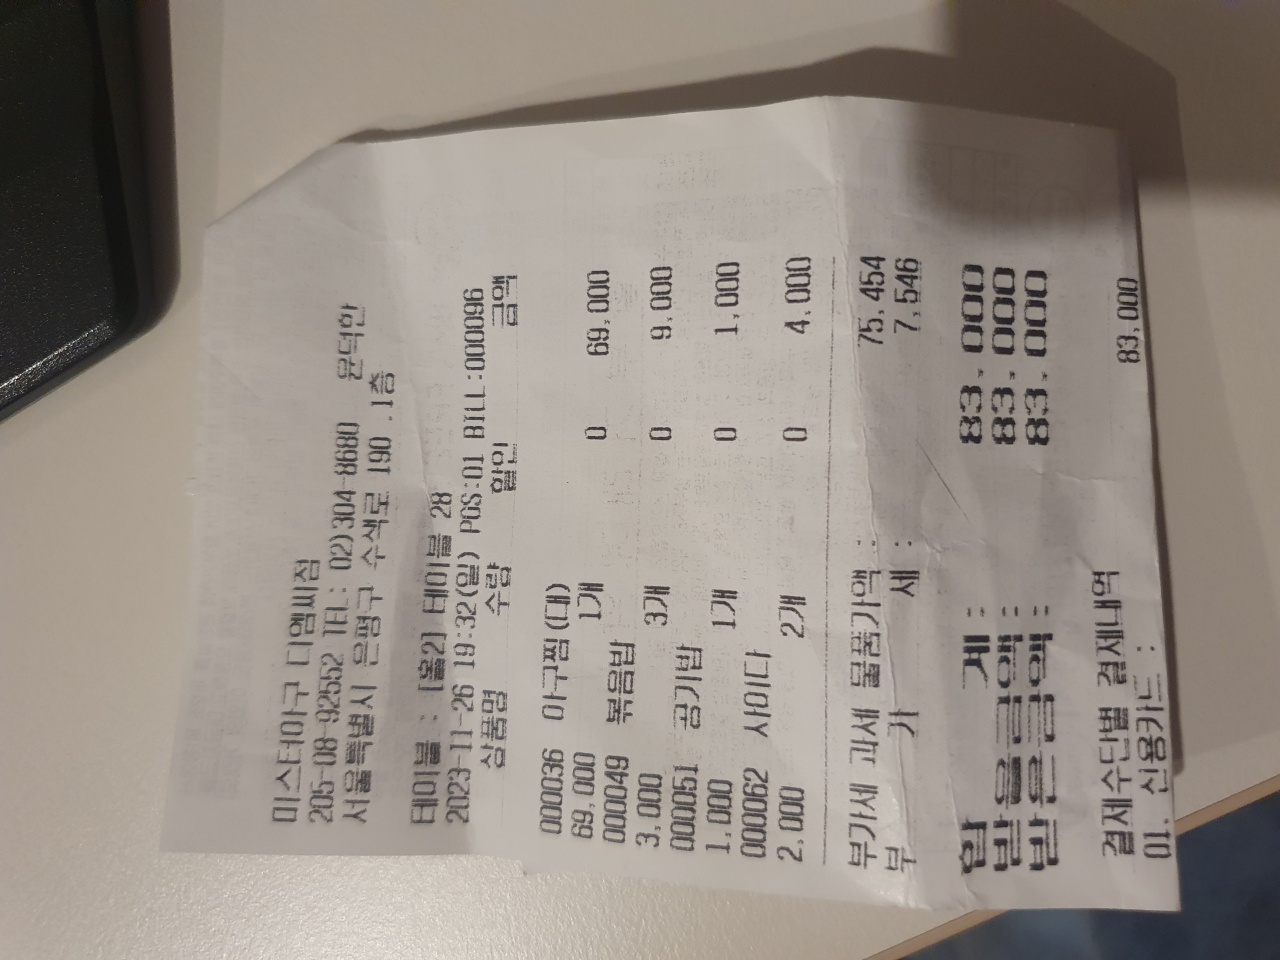 미스터아구 디엠씨점
205-08-92552 TEL: 02)304-8680 윤덕한
서울특별시 은평구 수색로 190 .1층
테이블 : [홀2] 테이블 28
2023-11-26 19:32(일) POS:01 BILL:000096
상품명 수량 할인 금액
000036 아구찜(대)
69,000 1개 0 69,000
000049 볶음밥
3,000 3개 0 9,000
000051 공기밥
1,000 1개 0 1,000
000062 사이다
2,000 2개 0 4,000
부가세 과세 물품가액 : 75,454
부 가 세 : 7,546
합 계 : 83,000
받을금액 : 83,000
받은금액 : 83,000
결제수단별 결제내역
01. 신용카드 : 83,000